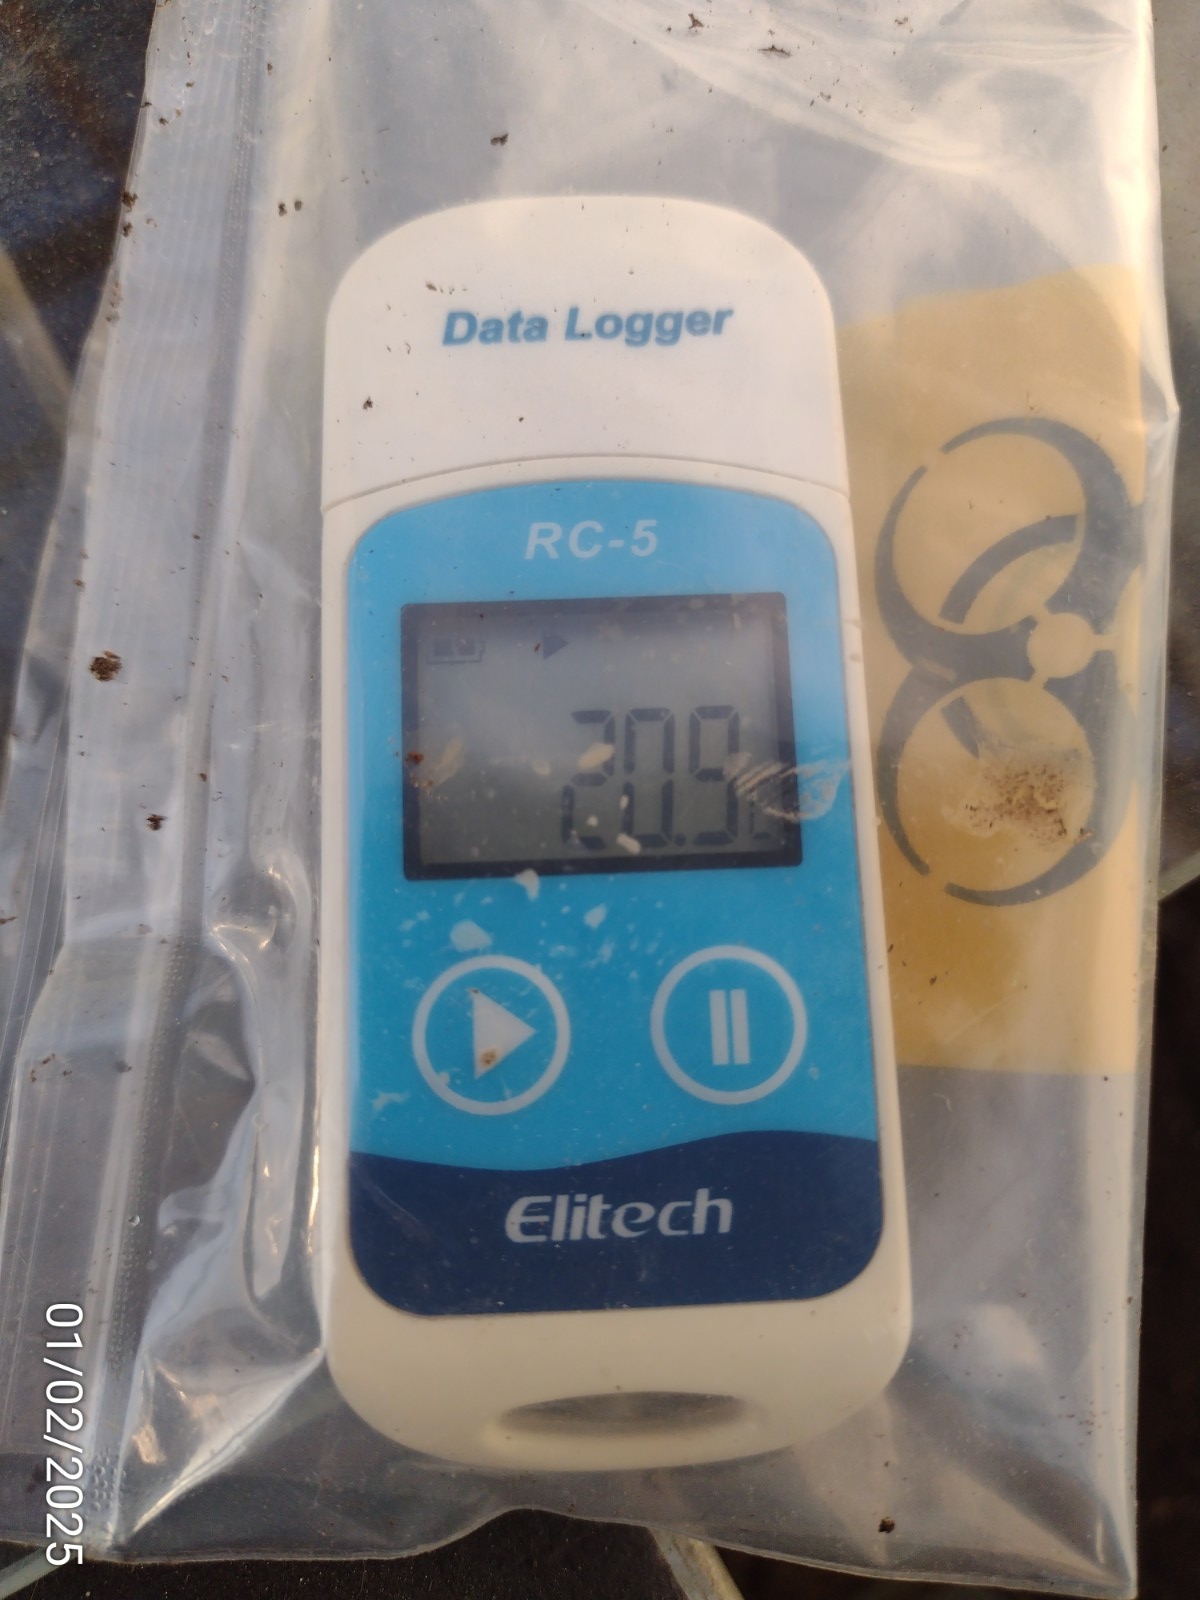 Data Logger
RC-5
20.9
Elitech
01/02/2025